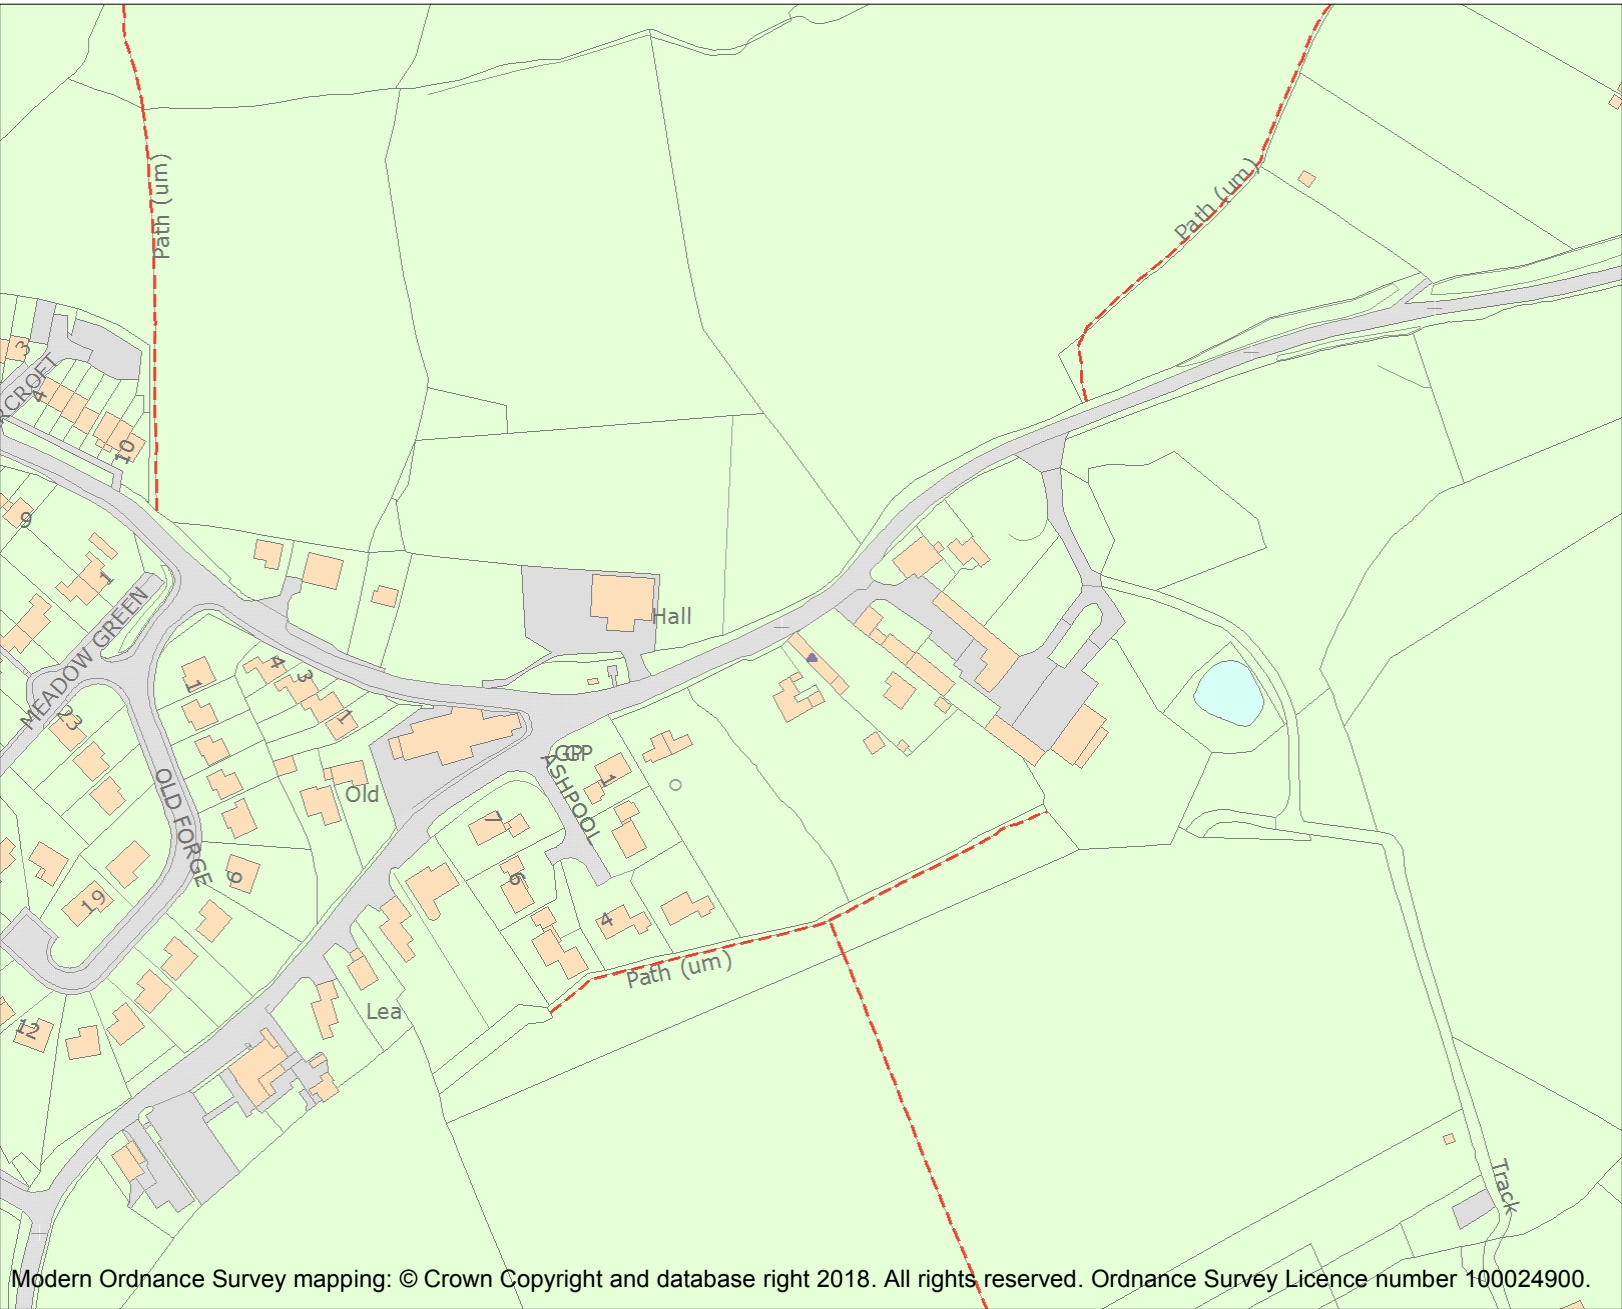 Path (um)
Path (um)
3
RCROFT
4
10
9
1
MEADOW GREEN
Hall
1
4
3
1
23
GP
GP
ASHPOOL
1
Old
OLD FORGE
7
6
9
19
4
Path (um)
Lea
12
Track
Modern Ordnance Survey mapping: © Crown Copyright and database right 2018. All rights reserved. Ordnance Survey Licence number 100024900.